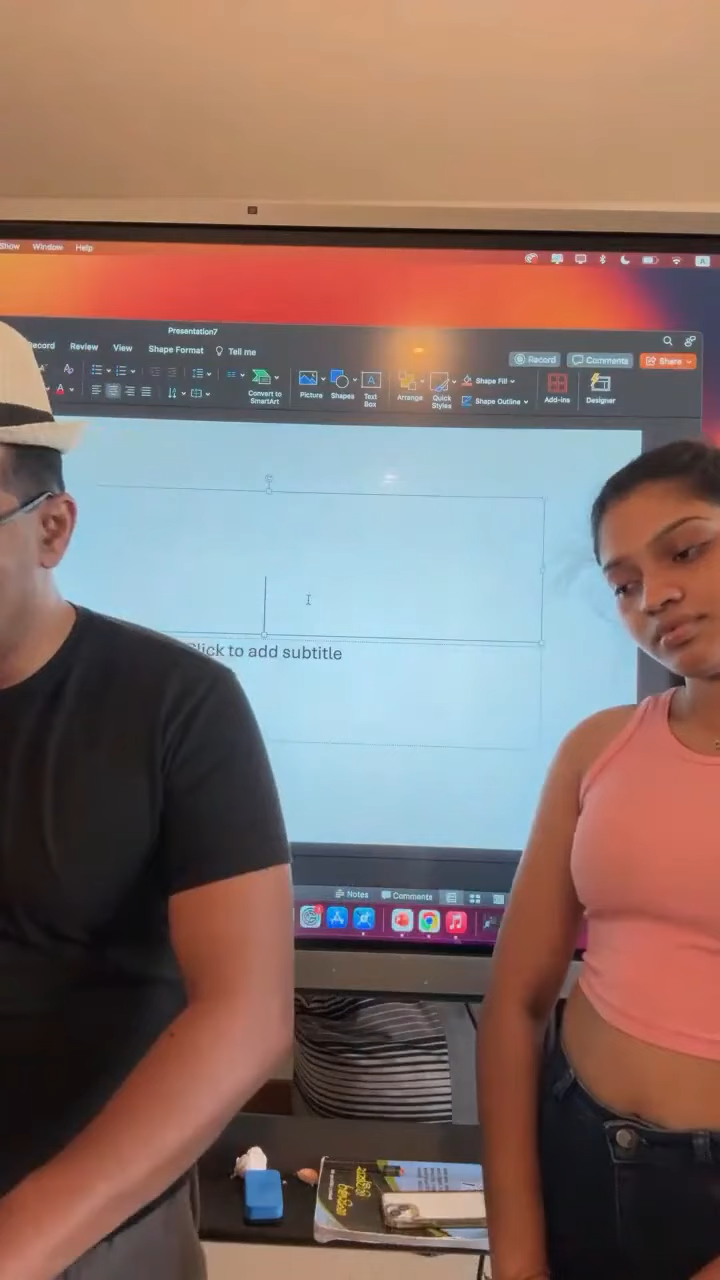 Show Window Help
Presentation7
ecord Review View Shape Format Tell me
Record Comments Share
Convert to SmartArt
Picture Shapes Text Box
Arrange Quick Styles
Shape Fill
Shape Outline
Add-ins Designer
Click to add subtitle
Notes Comments